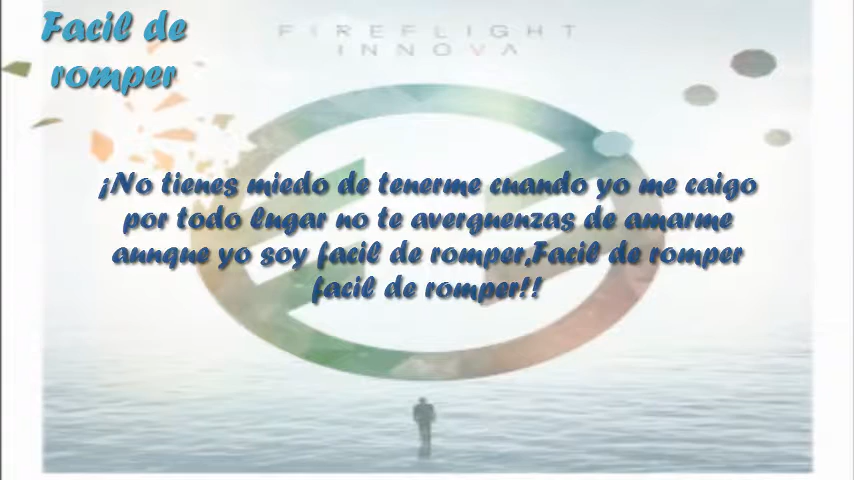 Facil de
romper
FIREFLIGHT
INNOVA
¡No tienes miedo de tenerme cuando yo me caigo
por todo lugar no te averguenzas de amarme
aunque yo soy facil de romper,Facil de romper
facil de romper!!